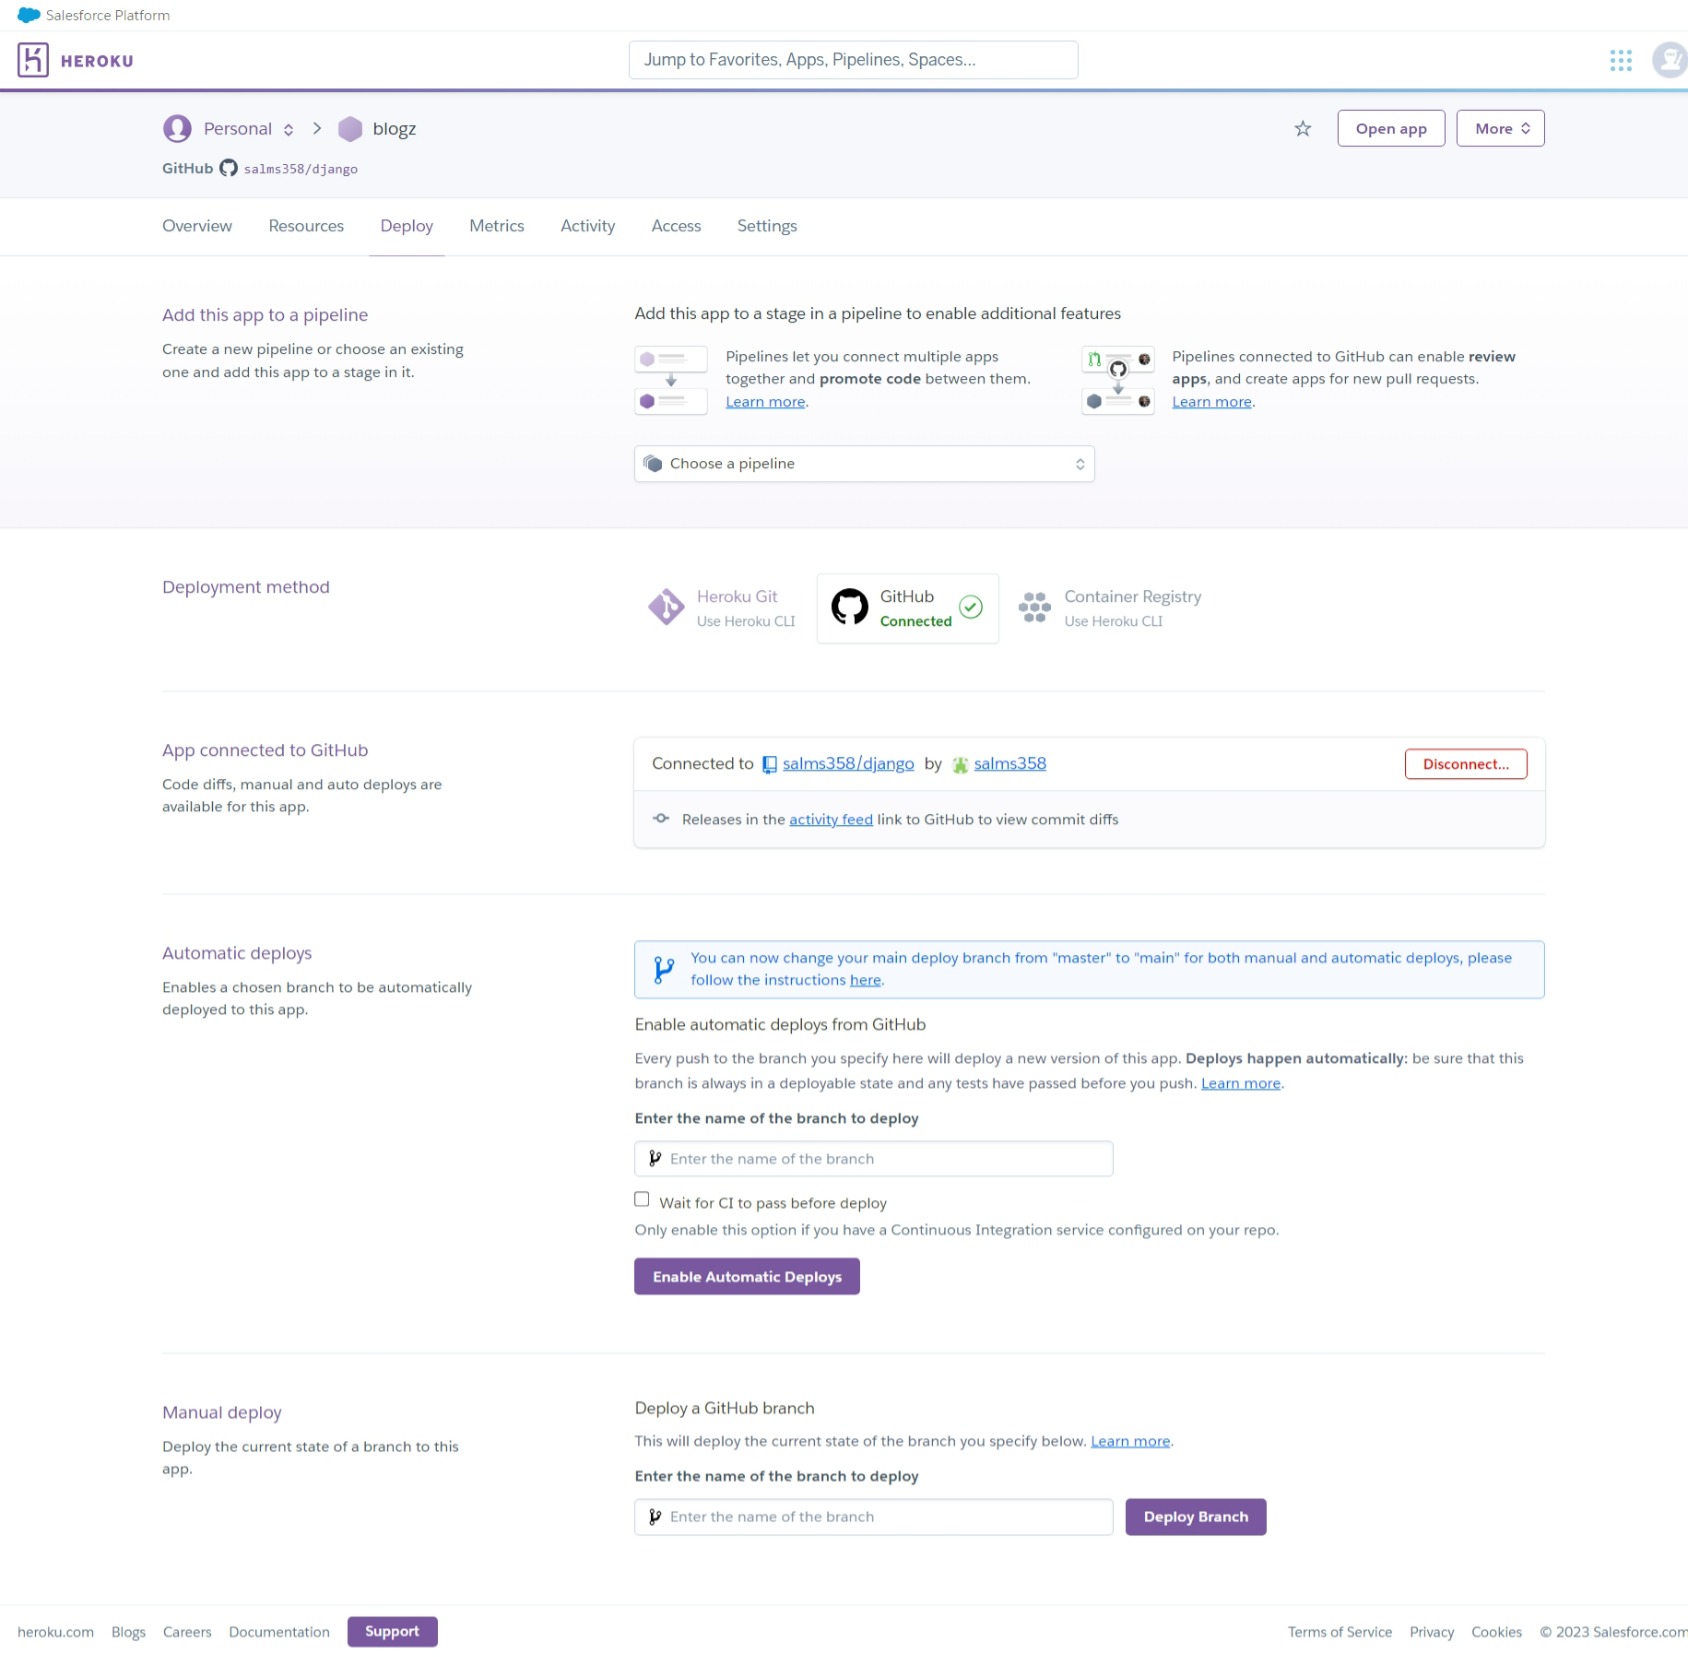 Salesforce Platform
HEROKU
Jump to Favorites, Apps, Pipelines, Spaces...
Personal
blogz
Open app
More
GitHub salms358/django
Overview
Resources
Deploy
Metrics
Activity
Access
Settings
Add this app to a pipeline
Create a new pipeline or choose an existing
one and add this app to a stage in it.
Add this app to a stage in a pipeline to enable additional features
Pipelines let you connect multiple apps
together and promote code between them.
Learn more.
Pipelines connected to GitHub can enable review
apps, and create apps for new pull requests.
Learn more.
Choose a pipeline
Deployment method
Heroku Git
Use Heroku CLI
GitHub
Connected
Container Registry
Use Heroku CLI
App connected to GitHub
Code diffs, manual and auto deploys are
available for this app.
Connected to salms358/django by salms358
Disconnect...
Releases in the activity feed link to GitHub to view commit diffs
Automatic deploys
Enables a chosen branch to be automatically
deployed to this app.
You can now change your main deploy branch from "master" to "main" for both manual and automatic deploys, please
follow the instructions here.
Enable automatic deploys from GitHub
Every push to the branch you specify here will deploy a new version of this app. Deploys happen automatically: be sure that this
branch is always in a deployable state and any tests have passed before you push. Learn more.
Enter the name of the branch to deploy
Enter the name of the branch
Wait for CI to pass before deploy
Only enable this option if you have a Continuous Integration service configured on your repo.
Enable Automatic Deploys
Manual deploy
Deploy the current state of a branch to this
app.
Deploy a GitHub branch
This will deploy the current state of the branch you specify below. Learn more.
Enter the name of the branch to deploy
Enter the name of the branch
Deploy Branch
heroku.com
Blogs
Careers
Documentation
Support
Terms of Service
Privacy
Cookies
© 2023 Salesforce.com